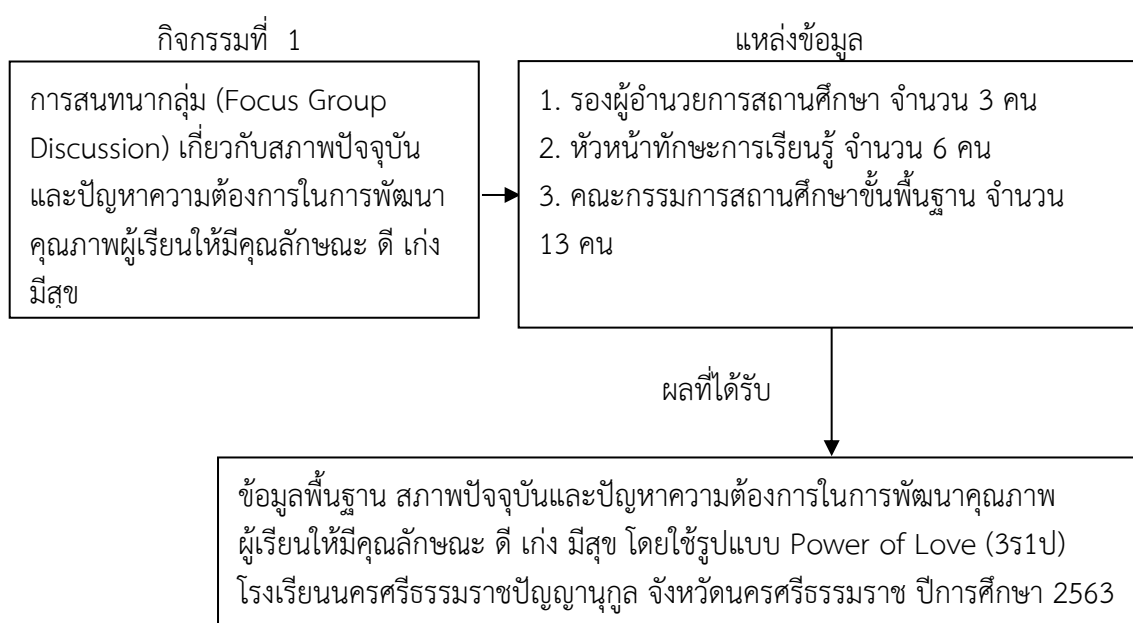 กิจกรรมที่ 1
การสนทนากลุ่ม (Focus Group
Discussion) เกี่ยวกับสภาพปัจจุบัน
และปัญหาความต้องการในการพัฒนา
คุณภาพผู้เรียนให้มีคุณลักษณะ ดี เก่ง
มีสุข
แหล่งข้อมูล
1. รองผู้อำนวยการสถานศึกษา จำนวน 3 คน
2. หัวหน้าทักษะการเรียนรู้ จำนวน 6 คน
3. คณะกรรมการสถานศึกษาขั้นพื้นฐาน จำนวน
13 คน
ผลที่ได้รับ
ข้อมูลพื้นฐาน สภาพปัจจุบันและปัญหาความต้องการในการพัฒนาคุณภาพ
ผู้เรียนให้มีคุณลักษณะ ดี เก่ง มีสุข โดยใช้รูปแบบ Power of Love (3ร1ป)
โรงเรียนนครศรีธรรมราชปัญญานุกูล จังหวัดนครศรีธรรมราช ปีการศึกษา 2563